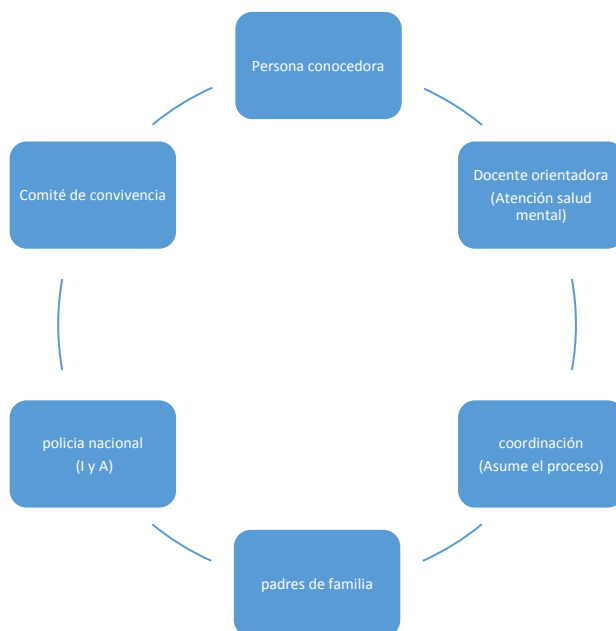 Persona conocedora
Docente orientadora
(Atención salud
mental)
coordinación
(Asume el proceso)
padres de familia
policia nacional
(I y A)
Comité de convivencia